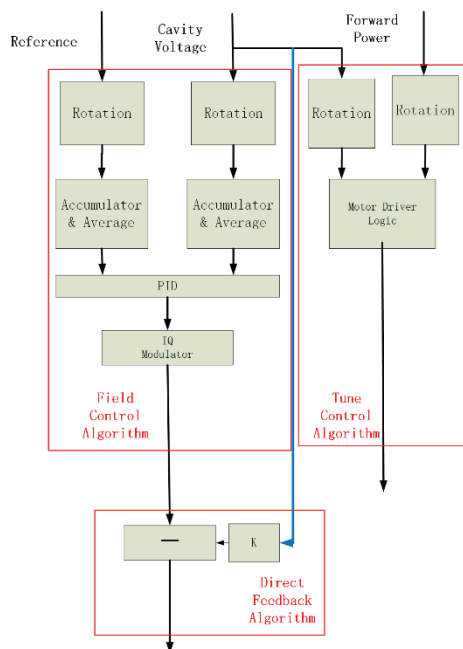 Reference
Cavity
Voltage
Forward
Power
Rotation
Rotation
Rotation
Rotation
Accumulator
& Average
Accumulator
& Average
Motor Driver
Logic
PID
IQ
Modulator
Field
Control
Algorithm
Tune
Control
Algorithm
—
K
Direct
Feedback
Algorithm